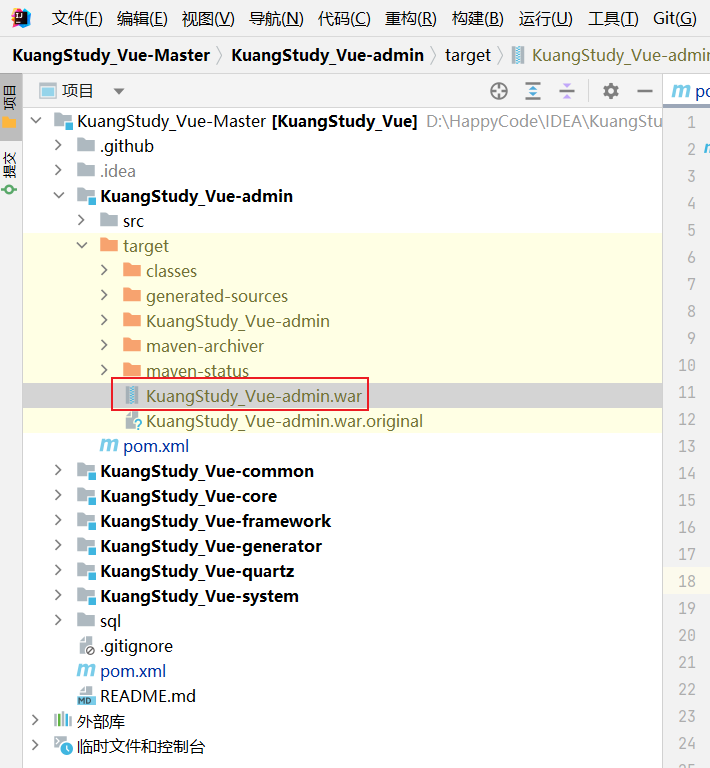 文件(F) 编辑(E) 视图(V) 导航(N) 代码(C) 重构(R) 构建(B) 运行(U) 工具(T) Git(G)
KuangStudy_Vue-Master KuangStudy_Vue-admin target KuangStudy_Vue-admi
项目
提交
项目
KuangStudy_Vue-Master [KuangStudy_Vue] D:\HappyCode\IDEA\KuangStu
.github
.idea
KuangStudy_Vue-admin
src
target
classes
generated-sources
KuangStudy_Vue-admin
maven-archiver
maven-status
KuangStudy_Vue-admin.war
KuangStudy_Vue-admin.war.original
pom.xml
KuangStudy_Vue-common
KuangStudy_Vue-core
KuangStudy_Vue-framework
KuangStudy_Vue-generator
KuangStudy_Vue-quartz
KuangStudy_Vue-system
sql
.gitignore
pom.xml
README.md
外部库
临时文件和控制台
m po
1
2
3
4
5
6
7
8
9
10
11
12
13
14
15
16
17
18
19
20
21
22
23
24